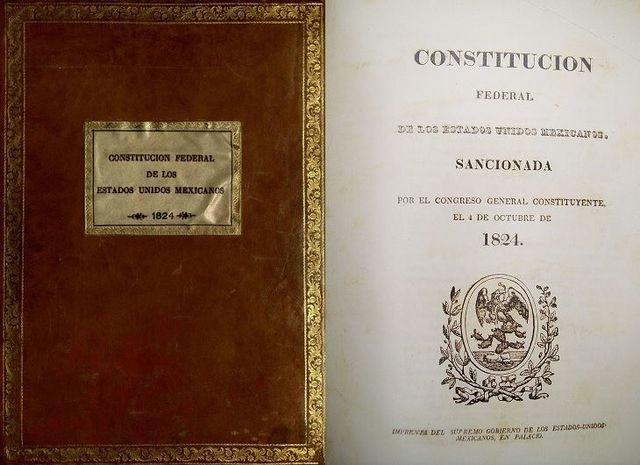 CONSTITUCION FEDERAL
DE LOS
ESTADOS UNIDOS MEXICANOS
1824
CONSTITUCION
FEDERAL
DE LOS ESTADOS UNIDOS MEXICANOS,
SANCIONADA
POR EL CONGRESO GENERAL CONSTITUYENTE,
EL 4 DE OCTUBRE DE
1824.
IMPRENTA DEL SUPREMO GOBIERNO DE LOS ESTADOS-UNIDOS
MEXICANOS, EN PALACIO.